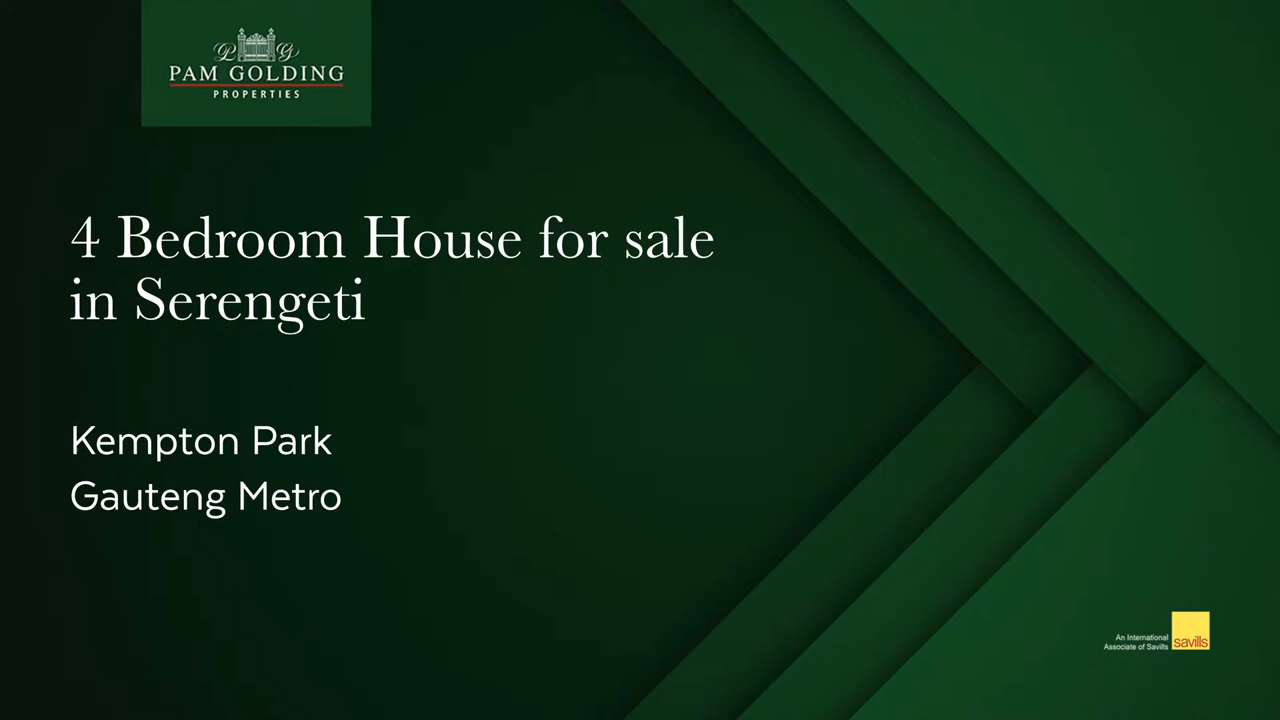 PG
PAM GOLDING
PROPERTIES
4 Bedroom House for sale
in Serengeti
Kempton Park
Gauteng Metro
An International
Associate of Savills
savills